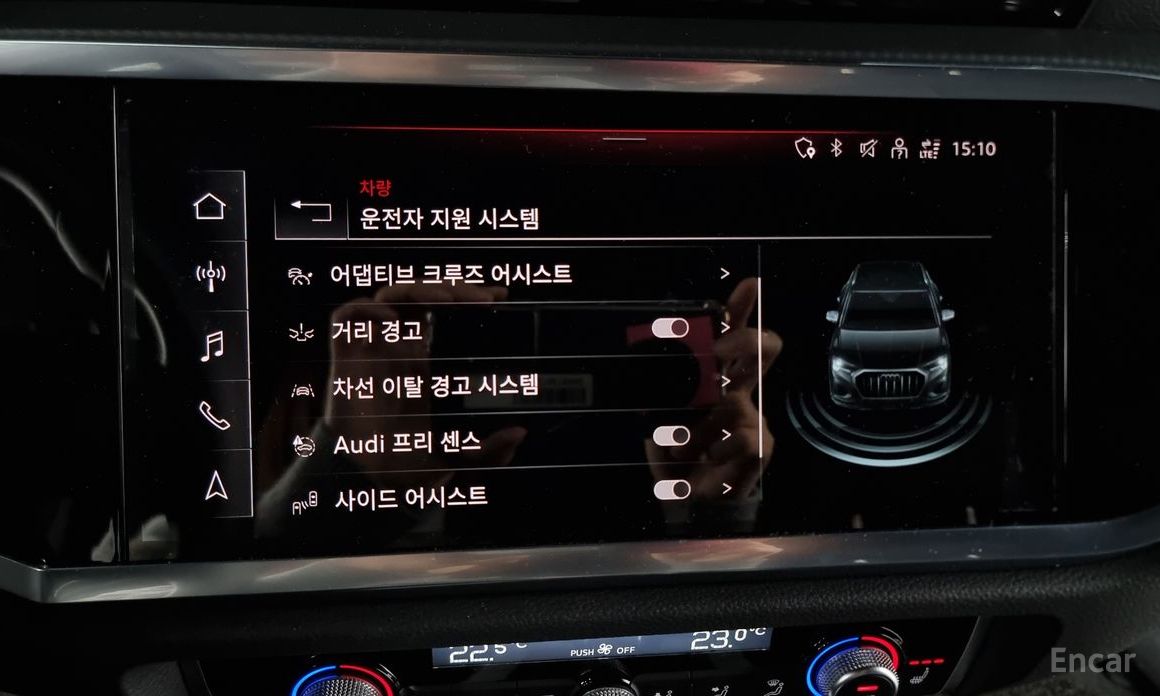 LTE 15:10
차량
운전자 지원 시스템
어댑티브 크루즈 어시스트
거리 경고
차선 이탈 경고 시스템
Audi 프리 센스
사이드 어시스트
22.5°C PUSH OFF 23.0°C
Encar